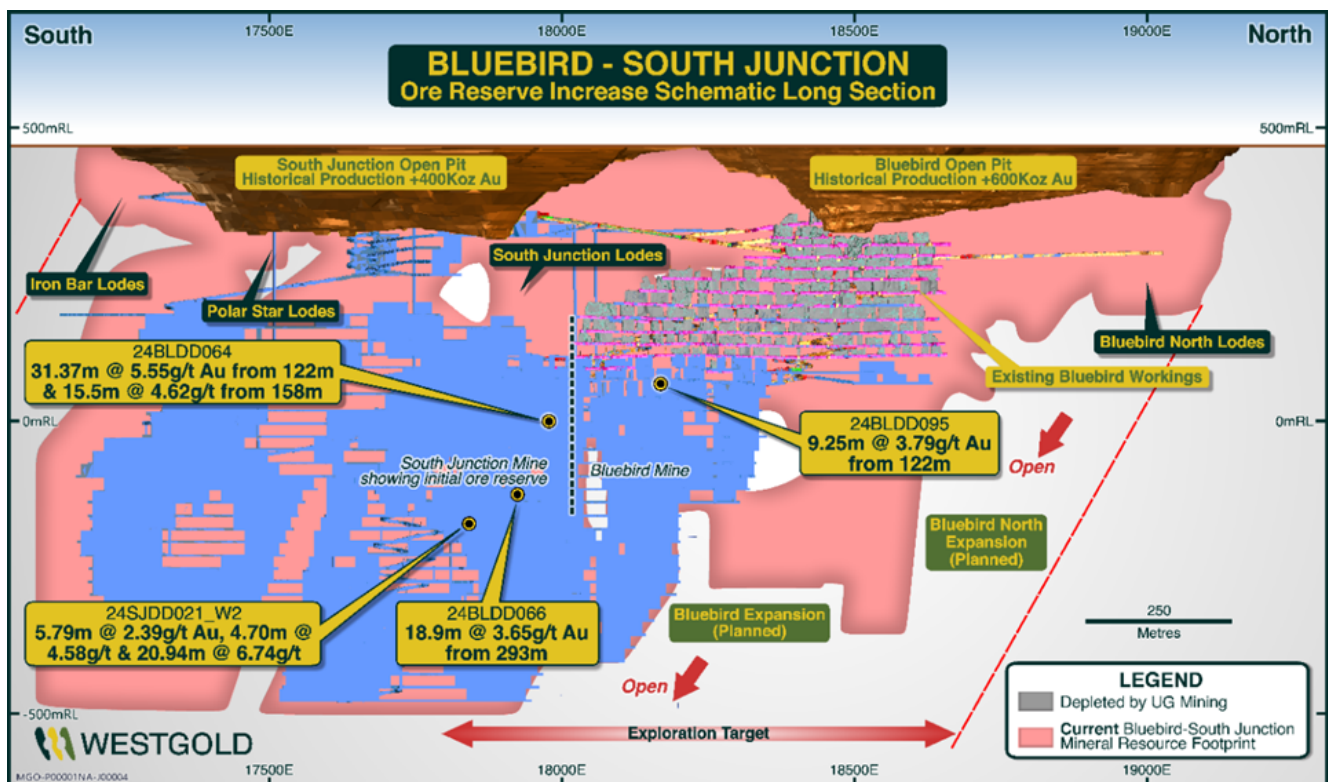 South
17500E
18000E
18500E
19000E
North
BLUEBIRD - SOUTH JUNCTION
Ore Reserve Increase Schematic Long Section
500mRL
500mRL
South Junction Open Pit
Historical Production +400Koz Au
Bluebird Open Pit
Historical Production +600Koz Au
Iron Bar Lodes
Polar Star Lodes
South Junction Lodes
Bluebird North Lodes
Existing Bluebird Workings
24BLDD064
31.37m @ 5.55g/t Au from 122m
& 15.5m @ 4.62g/t from 158m
0mRL
0mRL
24BLDD095
9.25m @ 3.79g/t Au
from 122m
Open
South Junction Mine
showing initial ore reserve
Bluebird Mine
Bluebird North
Expansion
(Planned)
24SJDD021_W2
5.79m @ 2.39g/t Au, 4.70m @
4.58g/t & 20.94m @ 6.74g/t
24BLDD066
18.9m @ 3.65g/t Au
from 293m
Bluebird Expansion
(Planned)
250
Metres
Open
LEGEND
Depleted by UG Mining
Current Bluebird-South Junction
Mineral Resource Footprint
-500mRL
Exploration Target
WESTGOLD
MGO-P00001NA-J00004
17500E
18000E
18500E
19000E